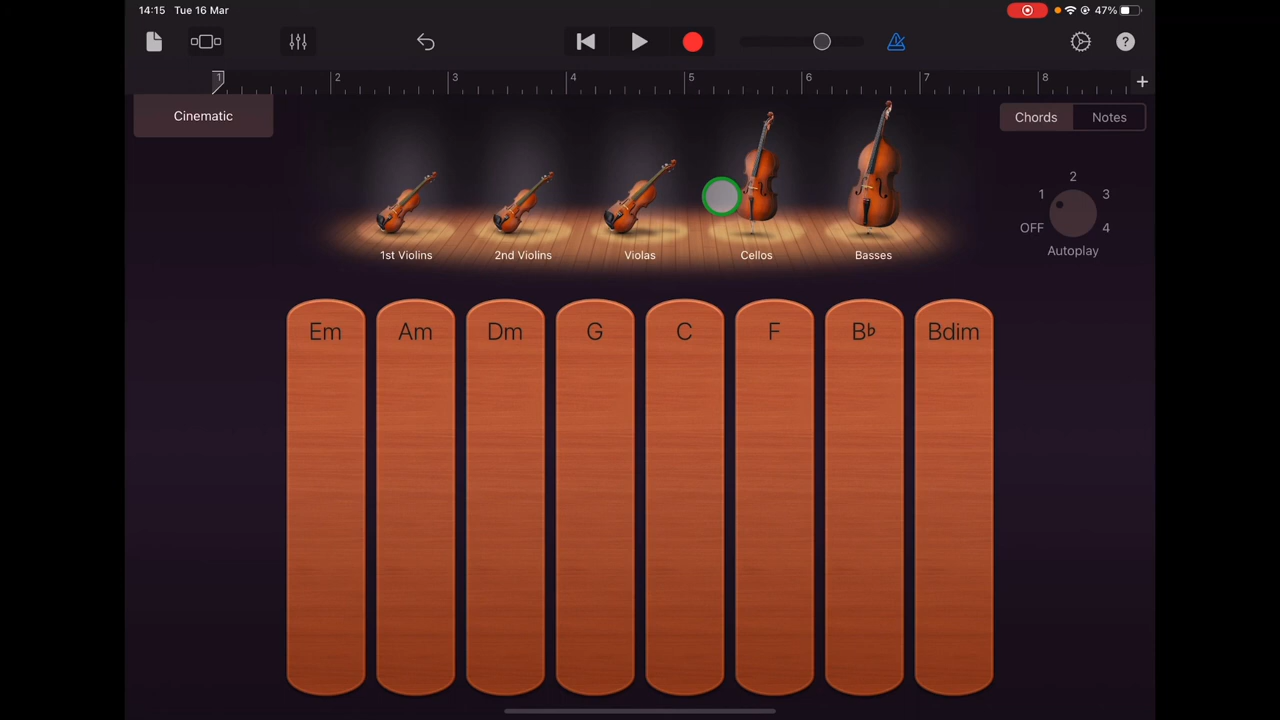 14:15 Tue 16 Mar
47%
1 2 3 4 5 6 7 8 +
Cinematic
Chords Notes
2
1 3
OFF 4
Autoplay
1st Violins 2nd Violins Violas Cellos Basses
Em Am Dm G C F B♭ Bdim
?